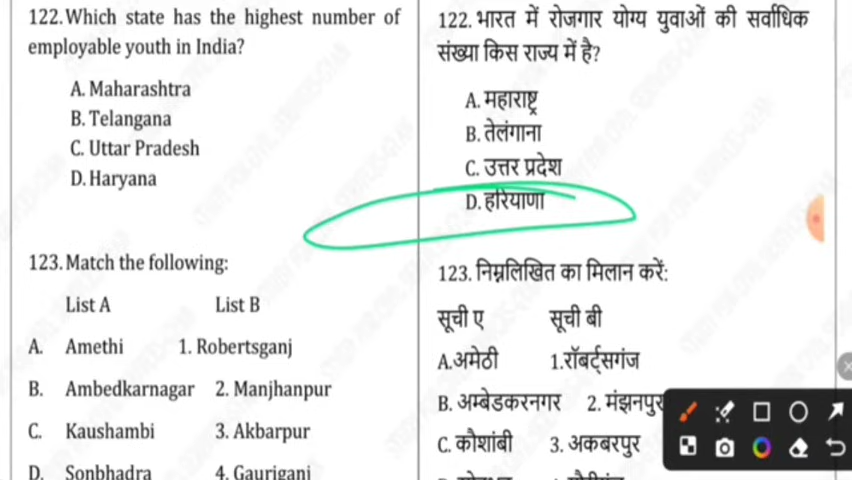 122. Which state has the highest number of
employable youth in India?
A. Maharashtra
B. Telangana
C. Uttar Pradesh
D. Haryana
123. Match the following:
List A List B
A. Amethi 1. Robertsganj
B. Ambedkarnagar 2. Manjhanpur
C. Kaushambi 3. Akbarpur
D. Sonbhadra 4. Gauriganj
122. भारत में रोजगार योग्य युवाओं की सर्वाधिक
संख्या किस राज्य में है?
A. महाराष्ट्र
B. तेलंगाना
C. उत्तर प्रदेश
D. हरियाणा
123. निम्नलिखित का मिलान करें:
सूची ए सूची बी
A.अमेठी 1.रॉबर्ट्सगंज
B. अम्बेडकरनगर 2. मंझनपुर
C. कौशांबी 3. अकबरपुर